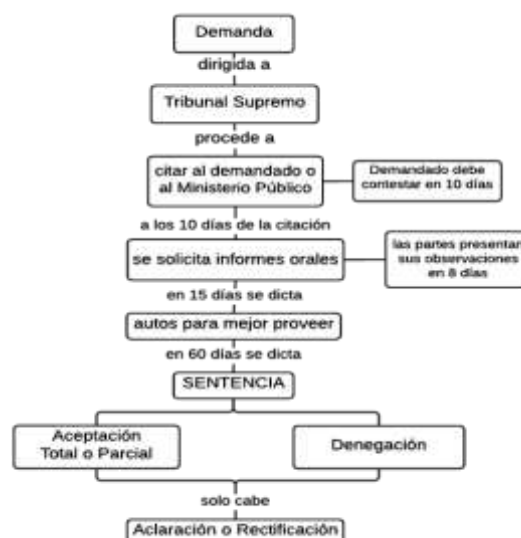 Demanda
dirigida a
Tribunal Supremo
procede a
citar al demandado o
al Ministerio Público
Demandado debe
contestar en 10 días
a los 10 días de la citación
se solicita informes orales
las partes presentan
sus observaciones
en 8 días
en 15 días se dicta
autos para mejor proveer
en 60 días se dicta
SENTENCIA
Aceptación
Total o Parcial
Denegación
solo cabe
Aclaración o Rectificación